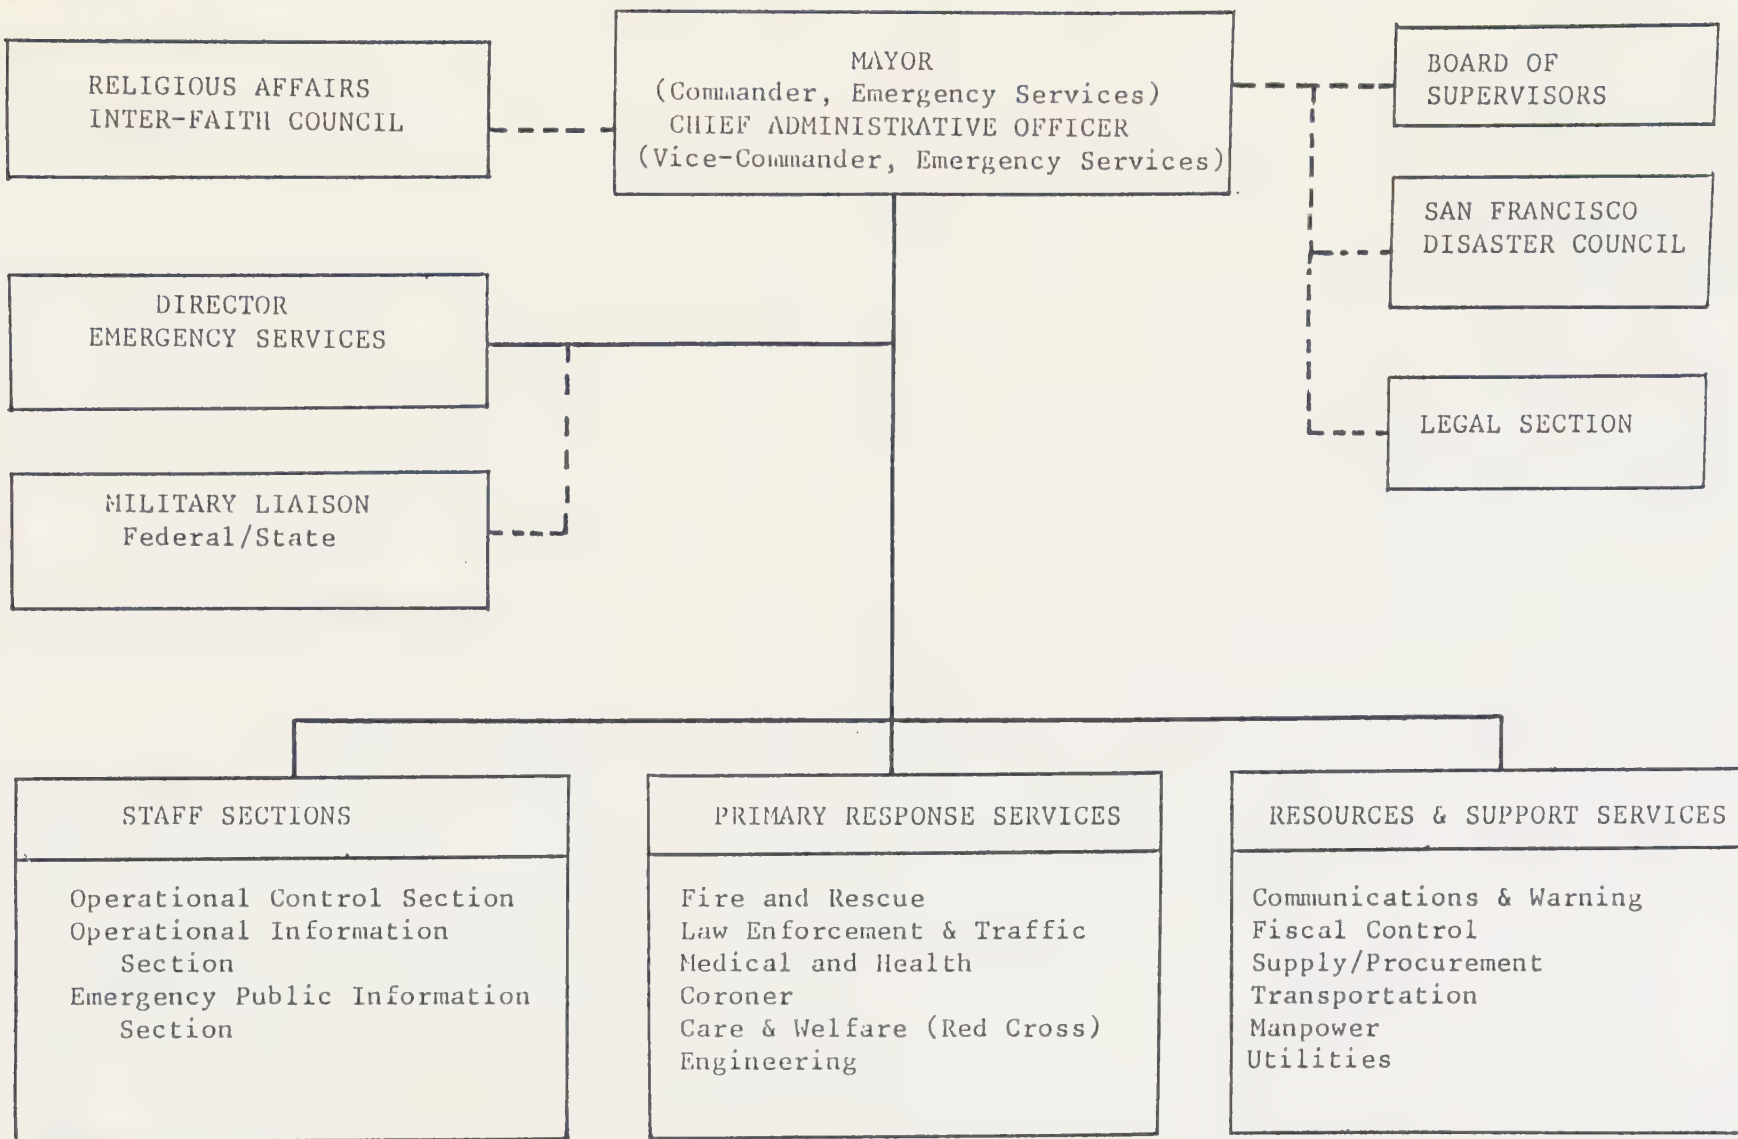 RELIGIOUS AFFAIRS
INTER-FAITH COUNCIL
MAYOR
(Commander, Emergency Services)
CHIEF ADMINISTRATIVE OFFICER
(Vice-Commander, Emergency Services)
BOARD OF
SUPERVISORS
SAN FRANCISCO
DISASTER COUNCIL
DIRECTOR
EMERGENCY SERVICES
LEGAL SECTION
MILITARY LIAISON
Federal/State
STAFF SECTIONS
Operational Control Section
Operational Information
Section
Emergency Public Information
Section
PRIMARY RESPONSE SERVICES
Fire and Rescue
Law Enforcement & Traffic
Medical and Health
Coroner
Care & Welfare (Red Cross)
Engineering
RESOURCES & SUPPORT SERVICES
Communications & Warning
Fiscal Control
Supply/Procurement
Transportation
Manpower
Utilities